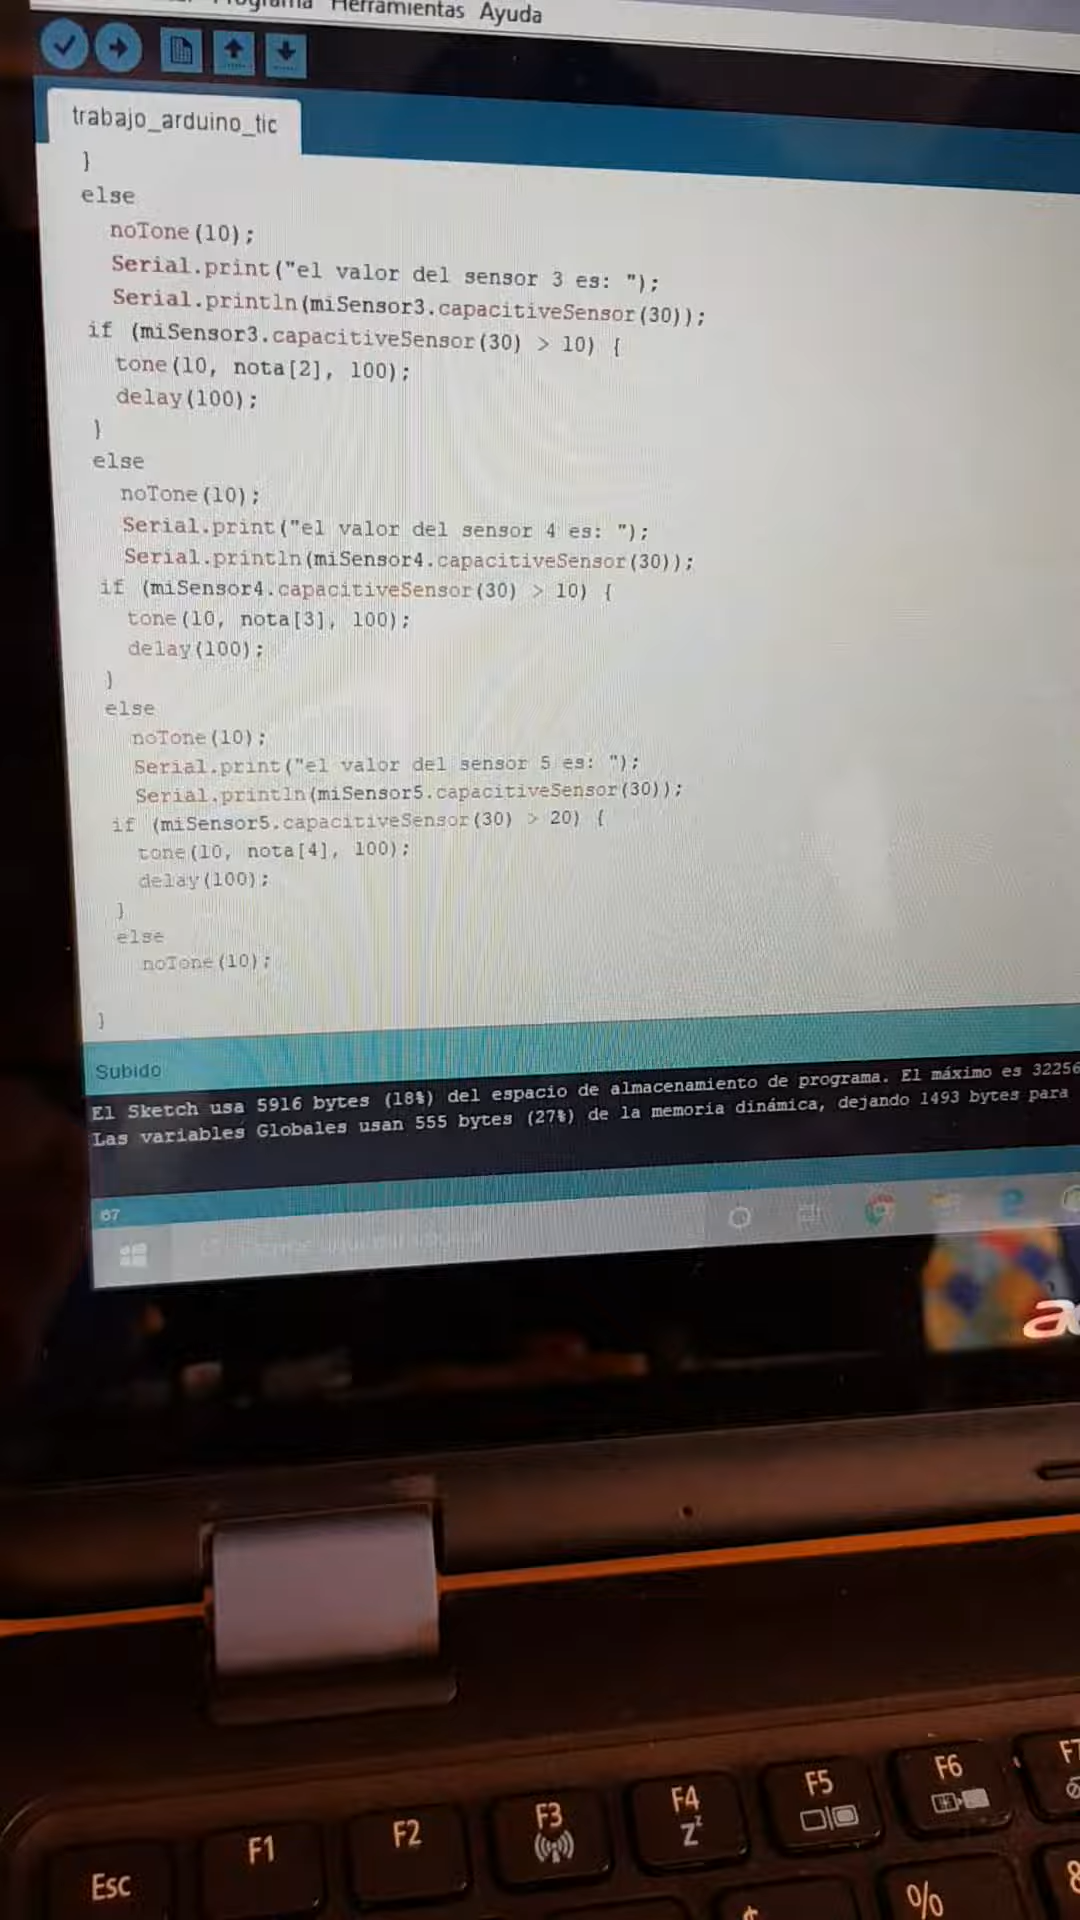 Programa Herramientas Ayuda
trabajo_arduino_tic
}
else
noTone(10);
Serial.print("el valor del sensor 3 es: ");
Serial.println(miSensor3.capacitiveSensor(30));
if (miSensor3.capacitiveSensor(30) > 10) {
tone(10, nota[2], 100);
delay(100);
}
else
noTone(10);
Serial.print("el valor del sensor 4 es: ");
Serial.println(miSensor4.capacitiveSensor(30));
if (miSensor4.capacitiveSensor(30) > 10) {
tone(10, nota[3], 100);
delay(100);
}
else
noTone(10);
Serial.print("el valor del sensor 5 es: ");
Serial.println(miSensor5.capacitiveSensor(30));
if (miSensor5.capacitiveSensor(30) > 20) {
tone(10, nota[4], 100);
delay(100);
}
else
noTone(10);
}
Subido
El Sketch usa 5916 bytes (18%) del espacio de almacenamiento de programa. El máximo es 32256
Las variables Globales usan 555 bytes (27%) de la memoria dinámica, dejando 1493 bytes para
67
Esc F1 F2 F3 F4 F5 F6 F7
Z
% &